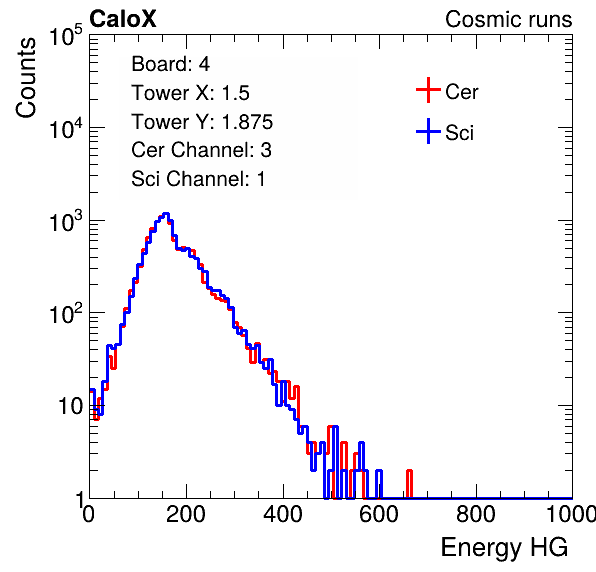 CaloX Cosmic runs
Counts
Board: 4
Tower X: 1.5
Tower Y: 1.875
Cer Channel: 3
Sci Channel: 1
Cer
Sci
10^5
10^4
10^3
10^2
10
1
0 200 400 600 800 1000
Energy HG